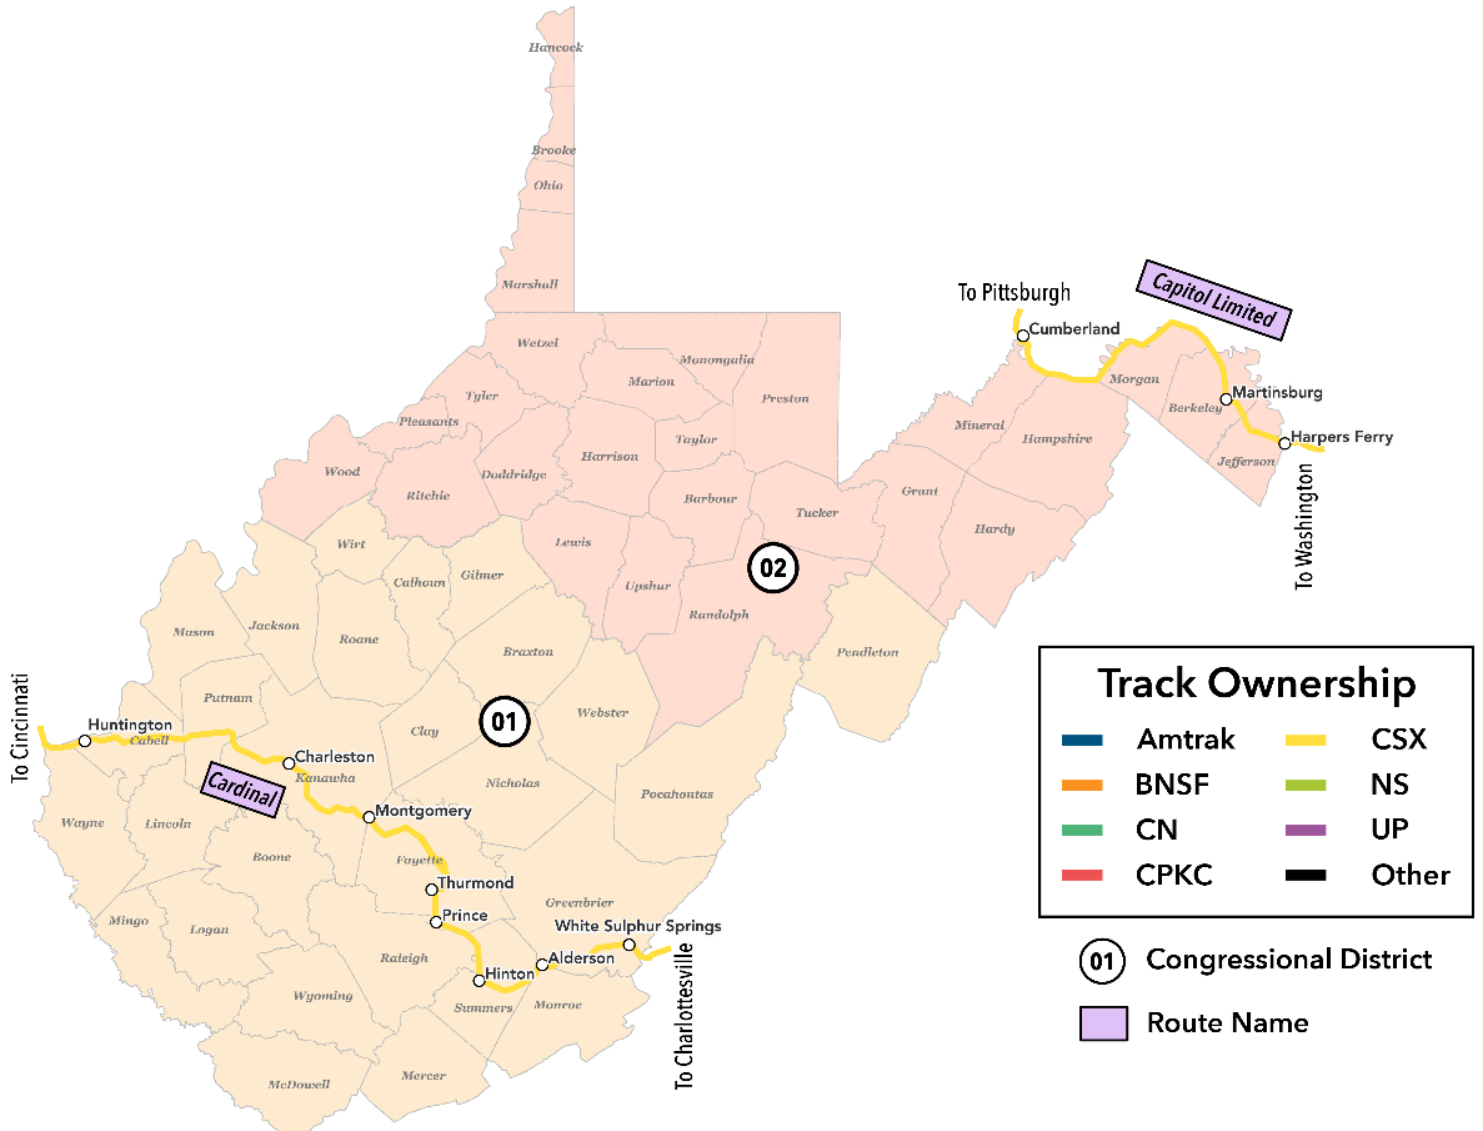 Hancock
Brooke
Ohio
Marshall
To Pittsburgh
Capitol Limited
Cumberland
Wetzel
Monongalia
Marion
Morgan
Tyler
Preston
Martinsburg
Berkeley
Pleasants
Mineral
Taylor
Hampshire
Harpers Ferry
Harrison
Jefferson
Wood
Doddridge
Ritchie
Barbour
Grant
Tucker
Hardy
To Washington
Wirt
Lewis
02
Calhoun
Gilmer
Upshur
Randolph
Mason
Jackson
Roane
Braxton
Pendleton
To Cincinnati
Putnam
Huntington
Cabell
Clay
01
Webster
Charleston
Kanawha
Cardinal
Nicholas
Pocahontas
Montgomery
Wayne
Lincoln
Boone
Fayette
Thurmond
Greenbrier
Prince
White Sulphur Springs
Mingo
Logan
Raleigh
Alderson
Hinton
Wyoming
Summers
Monroe
To Charlottesville
Mercer
McDowell
Track Ownership
Amtrak
CSX
BNSF
NS
CN
UP
CPKC
Other
01 Congressional District
Route Name